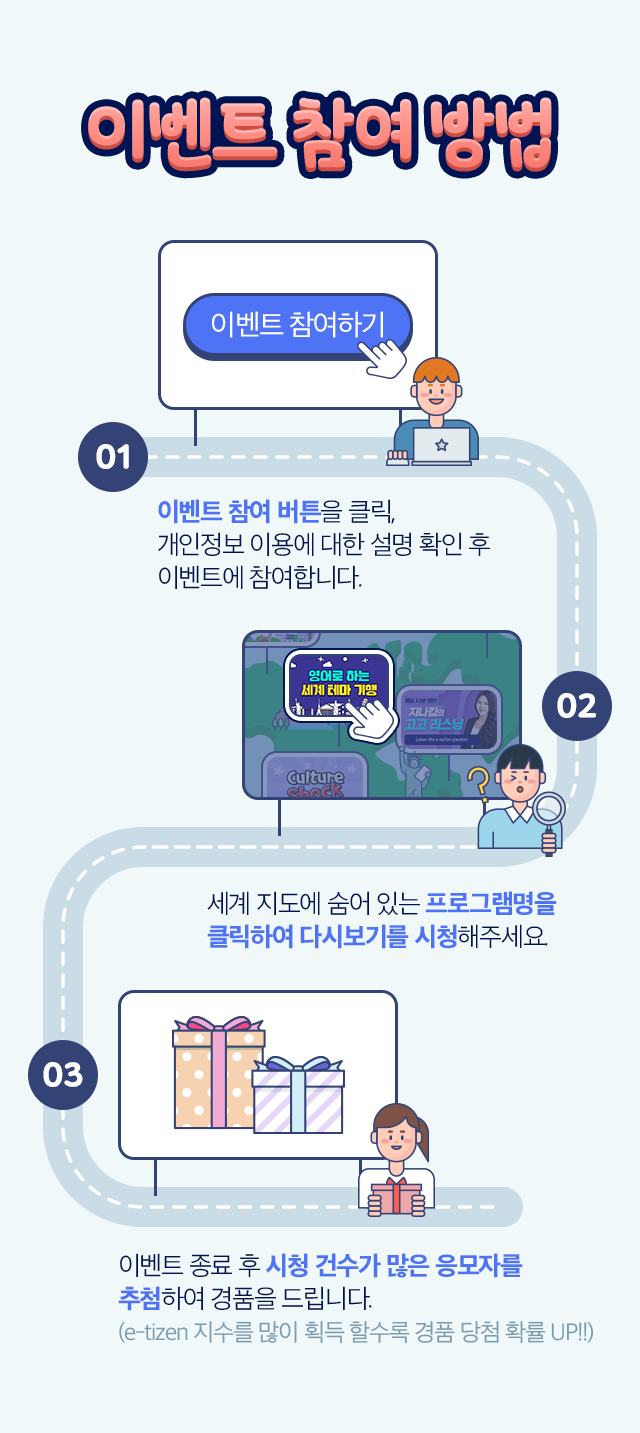 이벤트 참여 방법
이벤트 참여하기
01
이벤트 참여 버튼을 클릭,
개인정보 이용에 대한 설명 확인 후
이벤트에 참여합니다.
영어로 하는
세계 테마 기행
지나김의
고고 리스닝
Listen like a native speaker!
Culture
Shock
02
세계 지도에 숨어 있는 프로그램명을
클릭하여 다시보기를 시청해주세요.
03
이벤트 종료 후 시청 건수가 많은 응모자를
추첨하여 경품을 드립니다.
(e-tizen 지수를 많이 획득 할수록 경품 당첨 확률 UP!!)